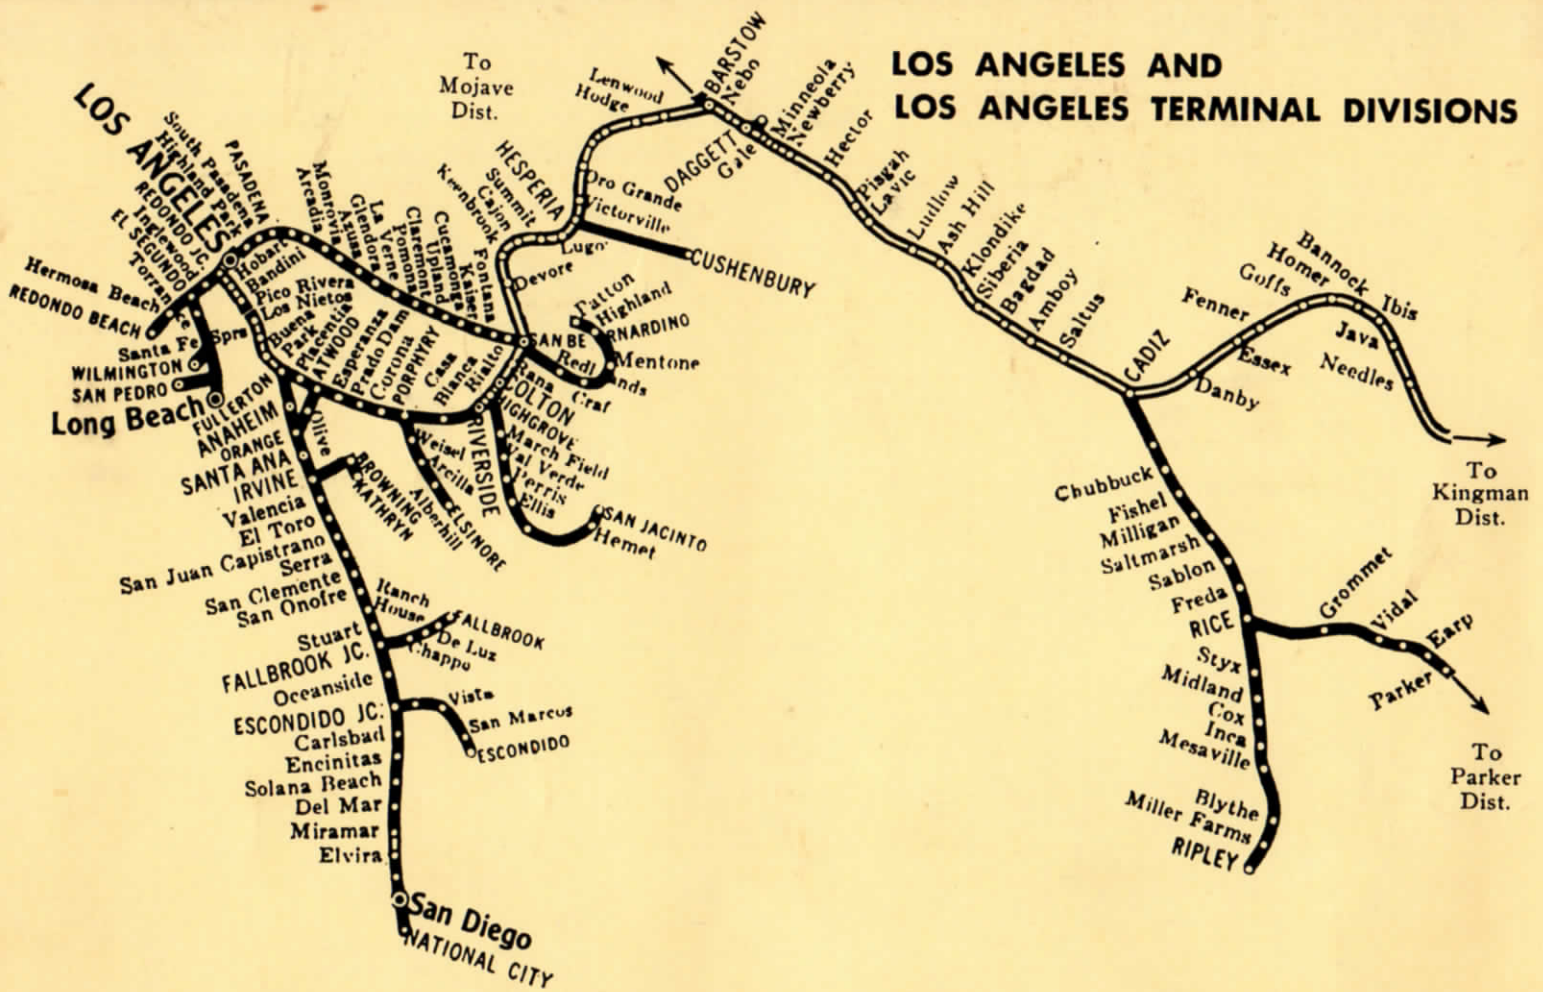 LOS ANGELES AND
LOS ANGELES TERMINAL DIVISIONS
To
Mojave
Dist.
BARSTOW
Lenwood
Hodge
Nebo
DAGGETT
Gale
Minneola
Newberry
Hector
Pisgah
Lavic
Ludlow
Ash Hill
Klondike
Siberia
Bagdad
Amboy
Saltus
CADIZ
Danby
Essex
Fenner
Goffs
Homer
Bannock
Ibis
Java
Needles
To
Kingman
Dist.
Chubbuck
Fishel
Milligan
Saltmarsh
Sablon
Freda
RICE
Grommet
Vidal
Earp
Parker
To
Parker
Dist.
Styx
Midland
Cox
Inca
Mesaville
Blythe
Miller Farms
RIPLEY
Oro Grande
Victorville
HESPERIA
CUSHENBURY
Lugo
Summit
Cajon
Keenbrook
Devore
LOS ANGELES
PASADENA
South Pasadena
Highland Park
REDONDO JC.
Inglewood
EL SEGUNDO
Torrance
Hermosa Beach
REDONDO BEACH
Santa Fe Sprs
WILMINGTON
SAN PEDRO
Long Beach
Arcadia
Monrovia
Azusa
Glendora
La Verne
Pomona
Claremont
Upland
Cucamonga
Kaiser
Fontana
Rialto
SAN BERNARDINO
Patton
Highland
Mentone
Redlands
Craf
Rana
COLTON
HIGHGROVE
RIVERSIDE
Hobart
Bandini
Pico Rivera
Los Nietos
Buena
Park
Placentia
ATWOOD
Esperanza
Prado Dam
Corona
PORPHYRY
Casa
Blanca
March Field
Val Verde
Perris
Ellis
SAN JACINTO
Hemet
Weisel
Arcilla
Alberhill
ELSINORE
FULLERTON
ANAHEIM
ORANGE
Olive
SANTA ANA
IRVINE
BROWNING
KATHRYN
Valencia
El Toro
San Juan Capistrano
Serra
San Clemente
San Onofre
Stuart
FALLBROOK JC.
Ranch
House
FALLBROOK
De Luz
Chappo
Oceanside
ESCONDIDO JC.
Vista
San Marcos
ESCONDIDO
Carlsbad
Encinitas
Solana Beach
Del Mar
Miramar
Elvira
San Diego
NATIONAL CITY